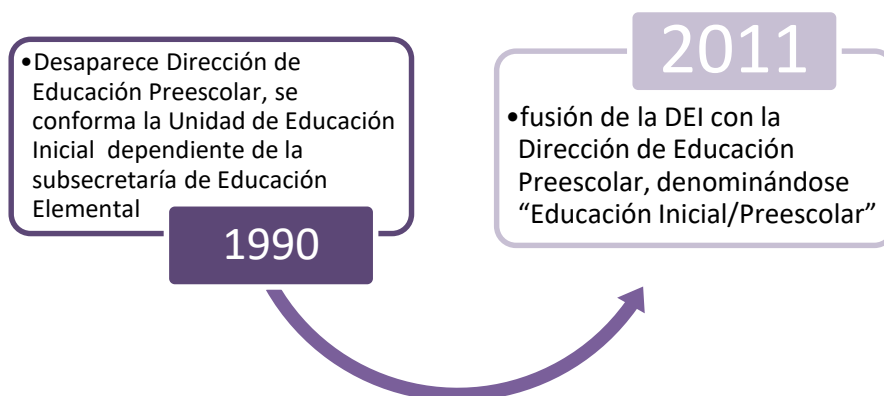 •Desaparece Dirección de
Educación Preescolar, se
conforma la Unidad de Educación
Inicial dependiente de la
subsecretaría de Educación
Elemental
1990
2011
•fusión de la DEI con la
Dirección de Educación
Preescolar, denominándose
“Educación Inicial/Preescolar”